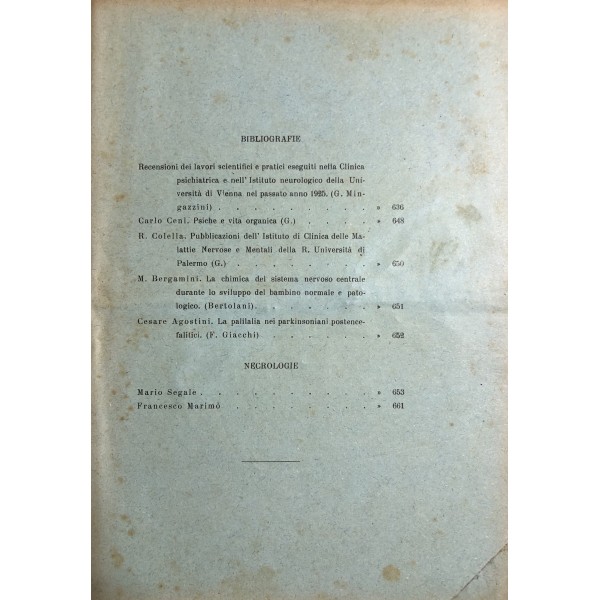 BIBLIOGRAFIE
Recensioni dei lavori scientifici e pratici eseguiti nella Clinica
psichiatrica e nell'Istituto neurologico della Uni-
versità di Vienna nel passato anno 1925. (G. Min-
gazzini) . . . . . . . . . » 636
Carlo Ceni. Psiche e vita organica (G.) . . . . . » 648
R. Colella. Pubblicazioni dell'Istituto di Clinica delle Ma-
lattie Nervose e Mentali della R. Università di
Palermo (G.) . . . . . . . . » 650
M. Bergamini. La chimica del sistema nervoso centrale
durante lo sviluppo del bambino normale e pato-
logico. (Bertolani). . . . . . . » 651
Cesare Agostini. La palilalia nei parkinsoniani postence-
falitici. (F. Giacchi) . . . . . . » 652
NECROLOGIE
Mario Segale . . . . . . . . . . » 653
Francesco Marimò . . . . . . . . . » 661